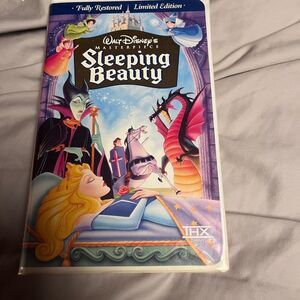 · Fully Restored · Limited Edition ·
WALT DISNEY'S
MASTERPIECE
Sleeping
Beauty
THX